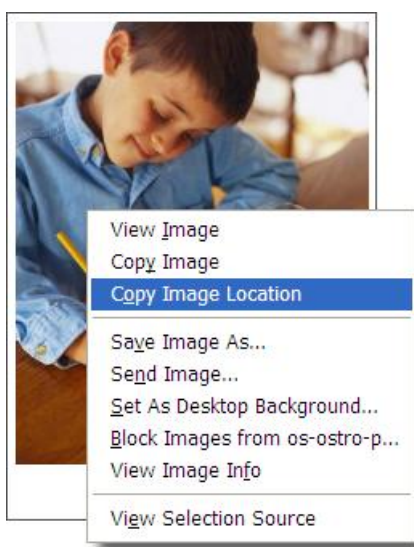 View Image
Copy Image
Copy Image Location
Save Image As...
Send Image...
Set As Desktop Background...
Block Images from os-ostro-p...
View Image Info
View Selection Source